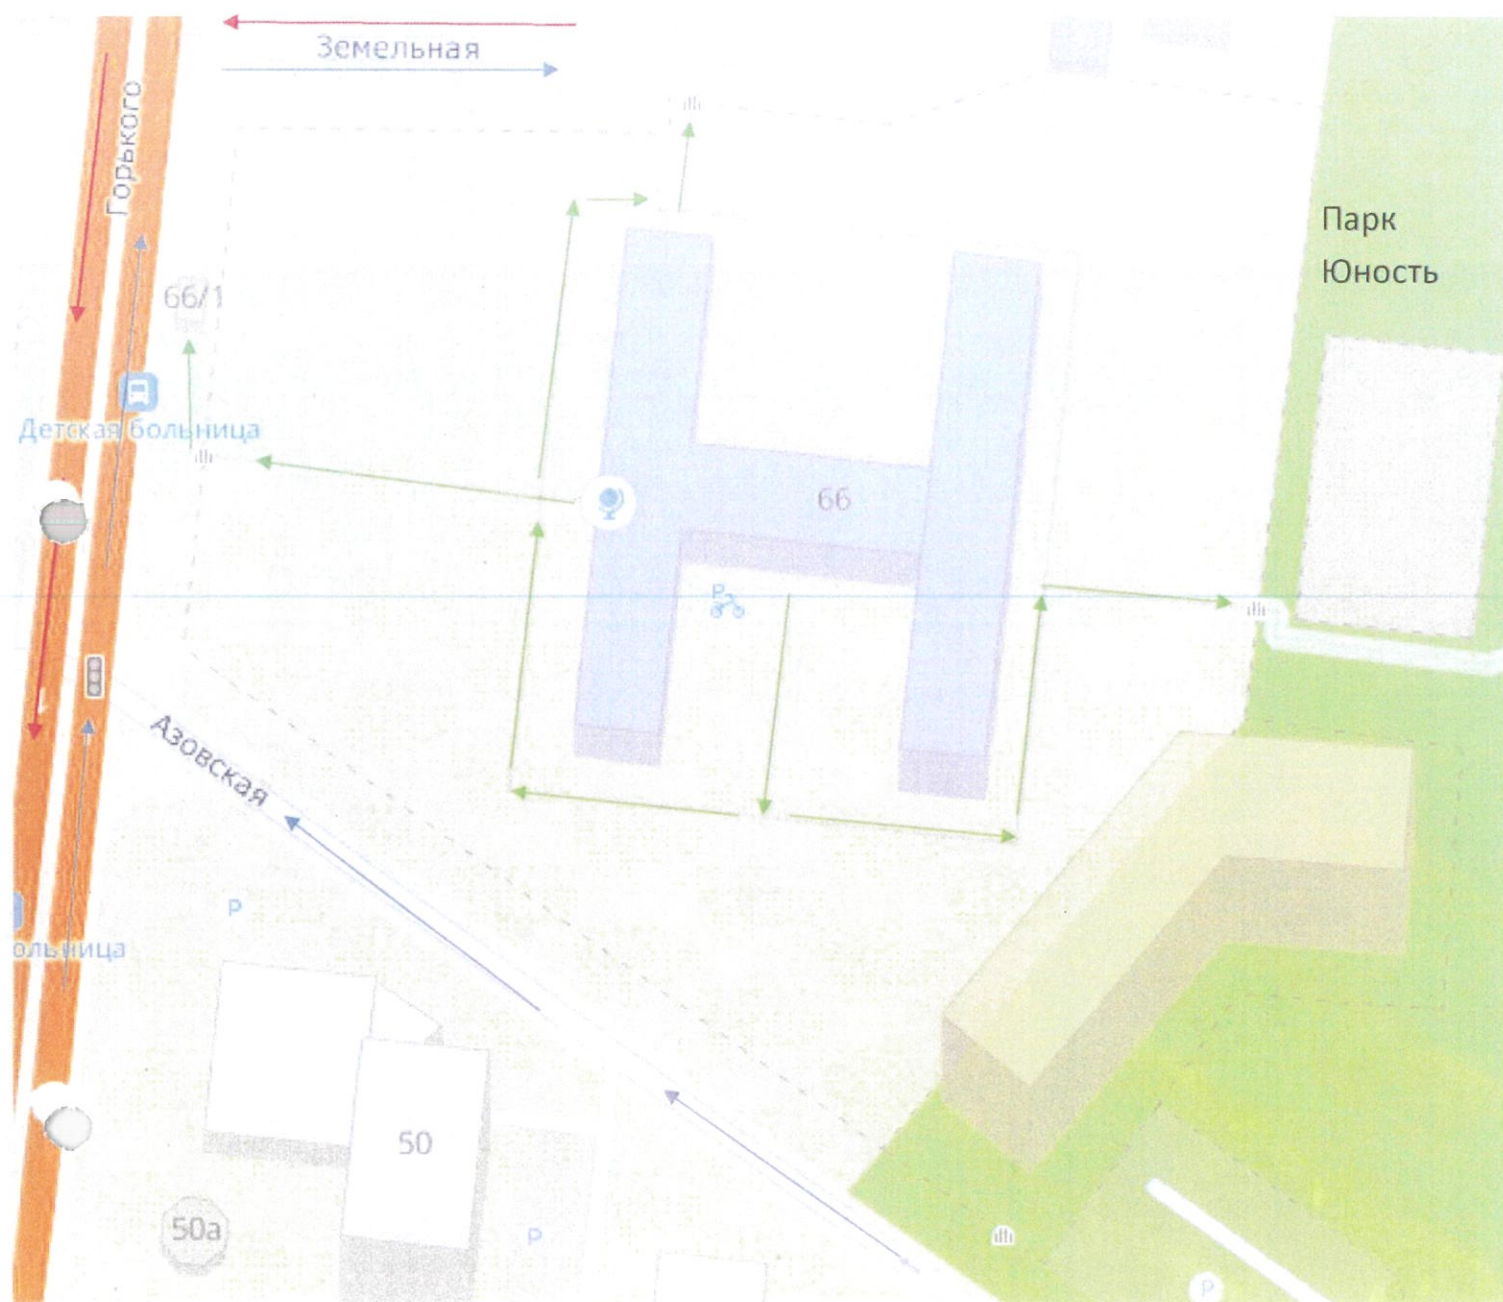 Земельная
Горького
Парк
Юность
66/1
Детская больница
66
P
Азовская
P
ольница
50
50а
P
P